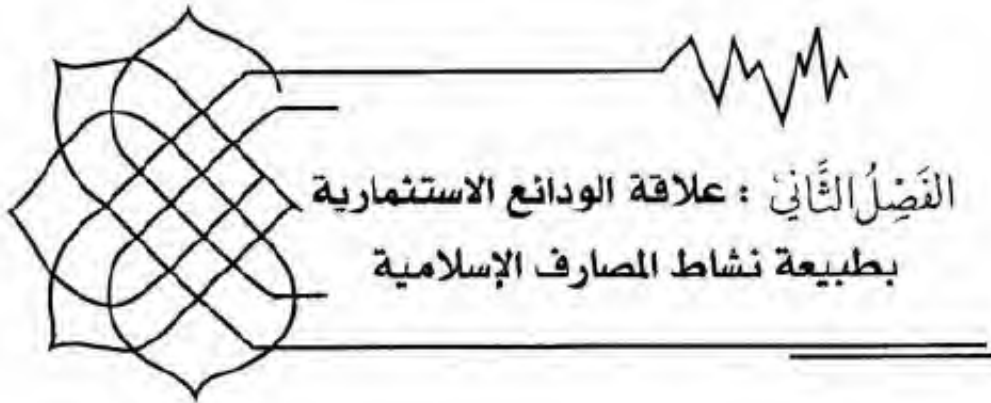 الفَصْلُ الثَّانِي : علاقة الودائع الاستثمارية
بطبيعة نشاط المصارف الإسلامية